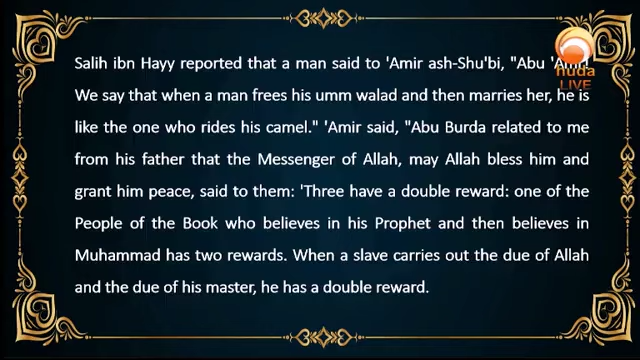 Salih ibn Hayy reported that a man said to 'Amir ash-Shu'bi, "Abu 'Amr!
We say that when a man frees his umm walad and then marries her, he is
like the one who rides his camel." 'Amir said, "Abu Burda related to me
from his father that the Messenger of Allah, may Allah bless him and
grant him peace, said to them: 'Three have a double reward: one of the
People of the Book who believes in his Prophet and then believes in
Muhammad has two rewards. When a slave carries out the due of Allah
and the due of his master, he has a double reward.
huda
LIVE